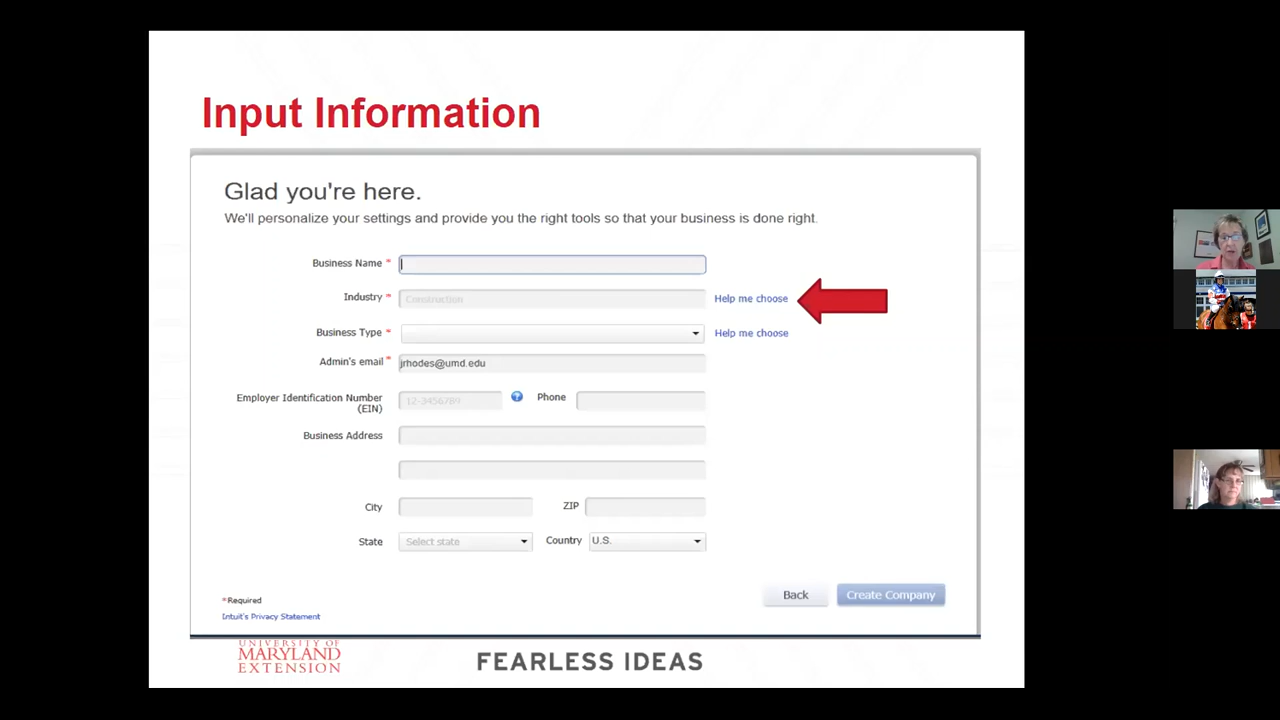 Input Information
Glad you're here.
We'll personalize your settings and provide you the right tools so that your business is done right.
Business Name *
Industry * Construction Help me choose
Business Type * Help me choose
Admin's email * jrhodes@umd.edu
Employer Identification Number (EIN) 12-3456789 ? Phone
Business Address
City ZIP
State Select state Country U.S.
*Required
Back Create Company
Intuit's Privacy Statement
UNIVERSITY OF
MARYLAND
EXTENSION
FEARLESS IDEAS